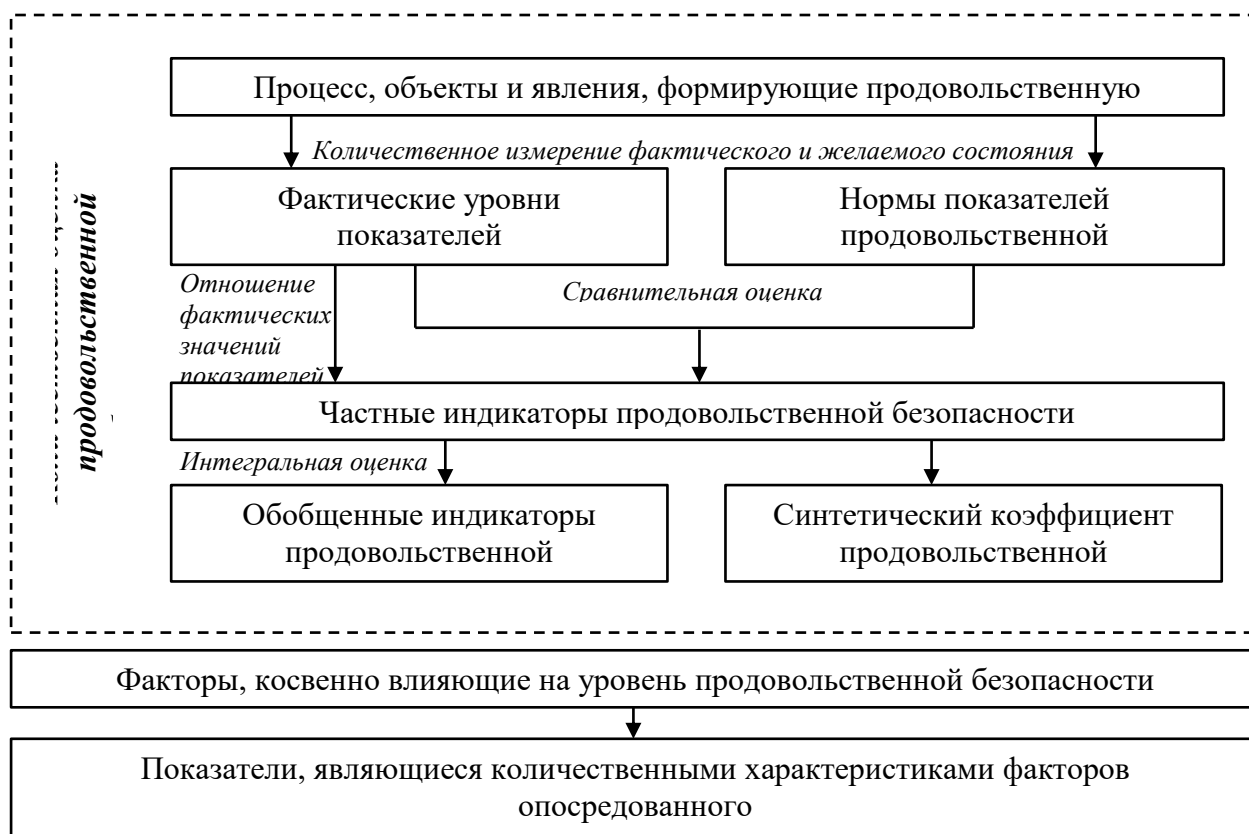 Процесс, объекты и явления, формирующие продовольственную
Количественное измерение фактического и желаемого состояния
Фактические уровни
показателей
Нормы показателей
продовольственной
Отношение
фактических
значений
показателей
Сравнительная оценка
Частные индикаторы продовольственной безопасности
Интегральная оценка
Обобщенные индикаторы
продовольственной
Синтетический коэффициент
продовольственной
продовольственной
Факторы, косвенно влияющие на уровень продовольственной безопасности
Показатели, являющиеся количественными характеристиками факторов
опосредованного